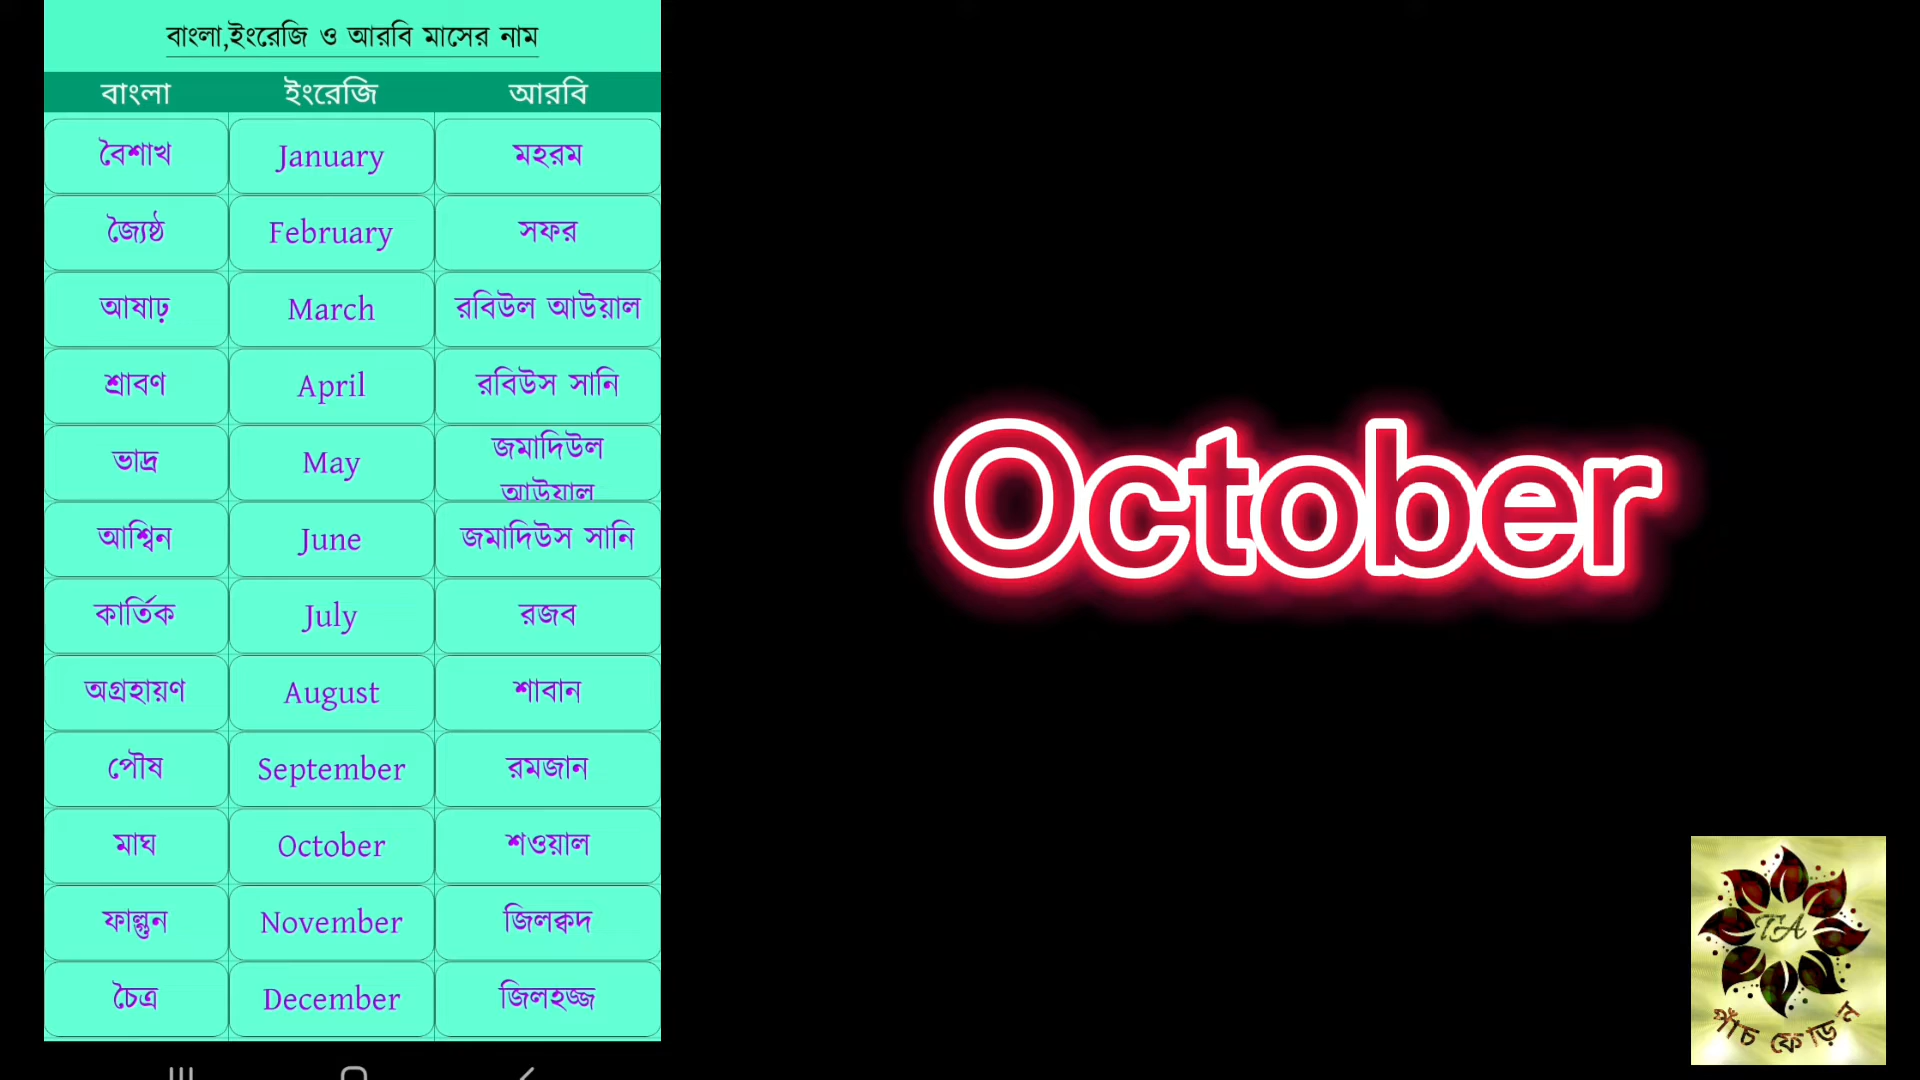 বাংলা,ইংরেজি ও আরবি মাসের নাম
বাংলা ইংরেজি আরবি
বৈশাখ January মহরম
জ্যৈষ্ঠ February সফর
আষাঢ় March রবিউল আউয়াল
শ্রাবণ April রবিউস সানি
ভাদ্র May জমাদিউল
আউয়াল
আশ্বিন June জমাদিউস সানি
কার্তিক July রজব
অগ্রহায়ণ August শাবান
পৌষ September রমজান
মাঘ October শওয়াল
ফাল্গুন November জিলক্বদ
চৈত্র December জিলহজ্জ
October
TA
পাঁচ ফোড়ন